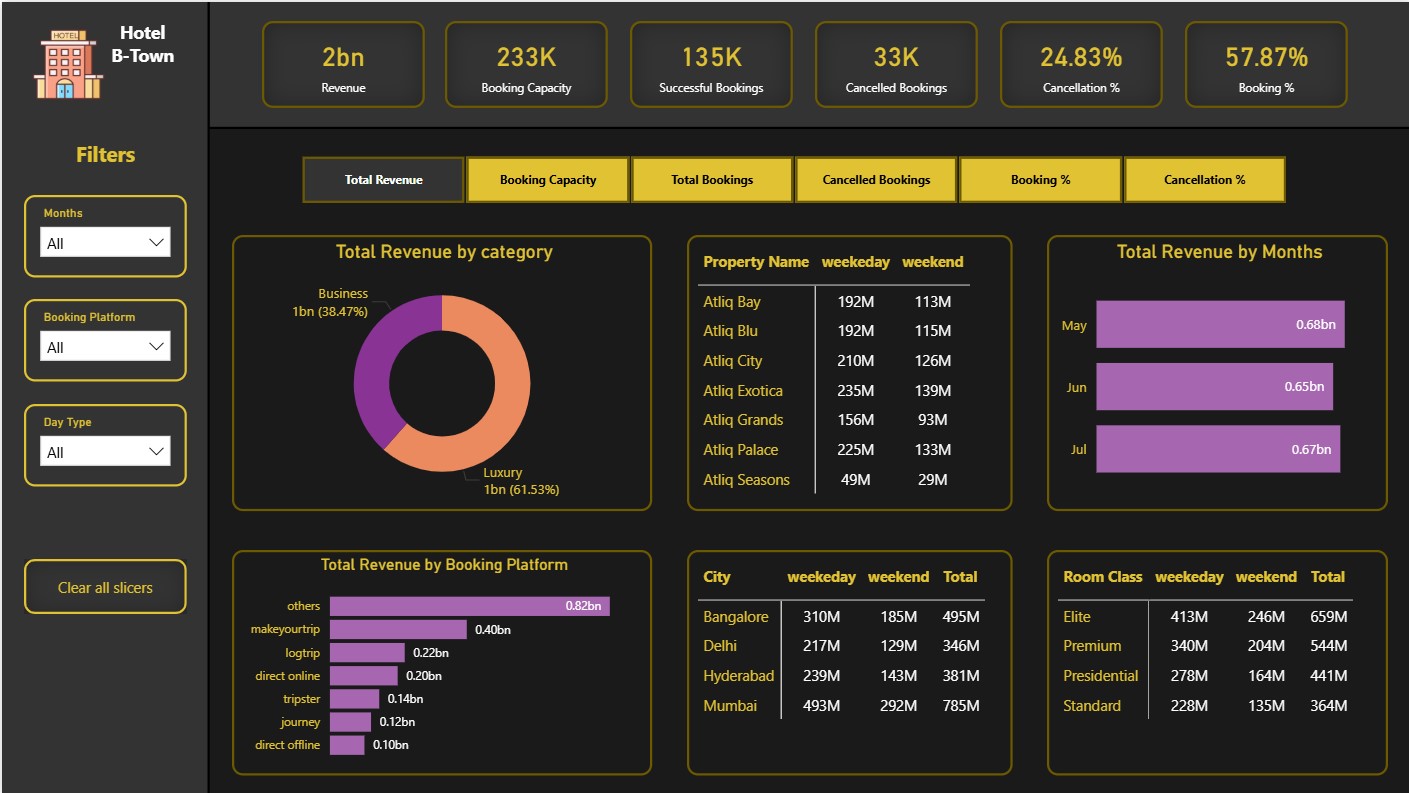 HOTEL
Hotel
B-Town
2bn
Revenue
233K
Booking Capacity
135K
Successful Bookings
33K
Cancelled Bookings
24.83%
Cancellation %
57.87%
Booking %
Filters
Months
All
Booking Platform
All
Day Type
All
Clear all slicers
Total Revenue
Booking Capacity
Total Bookings
Cancelled Bookings
Booking %
Cancellation %
Total Revenue by category
Business
1bn (38.47%)
Luxury
1bn (61.53%)
Property Name weekeday weekend
Atliq Bay 192M 113M
Atliq Blu 192M 115M
Atliq City 210M 126M
Atliq Exotica 235M 139M
Atliq Grands 156M 93M
Atliq Palace 225M 133M
Atliq Seasons 49M 29M
Total Revenue by Months
May 0.68bn
Jun 0.65bn
Jul 0.67bn
Total Revenue by Booking Platform
others 0.82bn
makeyourtrip 0.40bn
logtrip 0.22bn
direct online 0.20bn
tripster 0.14bn
journey 0.12bn
direct offline 0.10bn
City weekeday weekend Total
Bangalore 310M 185M 495M
Delhi 217M 129M 346M
Hyderabad 239M 143M 381M
Mumbai 493M 292M 785M
Room Class weekeday weekend Total
Elite 413M 246M 659M
Premium 340M 204M 544M
Presidential 278M 164M 441M
Standard 228M 135M 364M